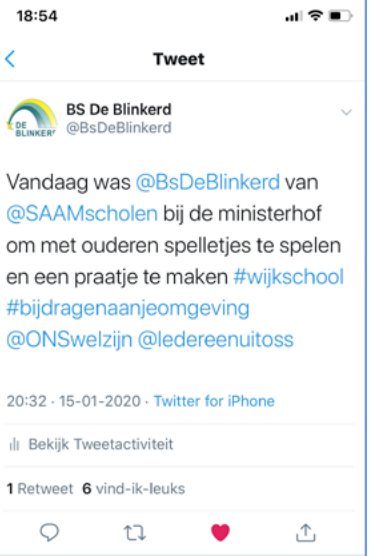 18:54
Tweet
DE
BLINKERT
BS De Blinkerd
@BsDeBlinkerd
Vandaag was @BsDeBlinkerd van
@SAAMscholen bij de ministerhof
om met ouderen spelletjes te spelen
en een praatje te maken #wijkschool
#bijdragenaanjeomgeving
@ONSwelzijn @Iedereenuitoss
20:32 · 15-01-2020 · Twitter for iPhone
Bekijk Tweetactiviteit
1 Retweet 6 vind-ik-leuks